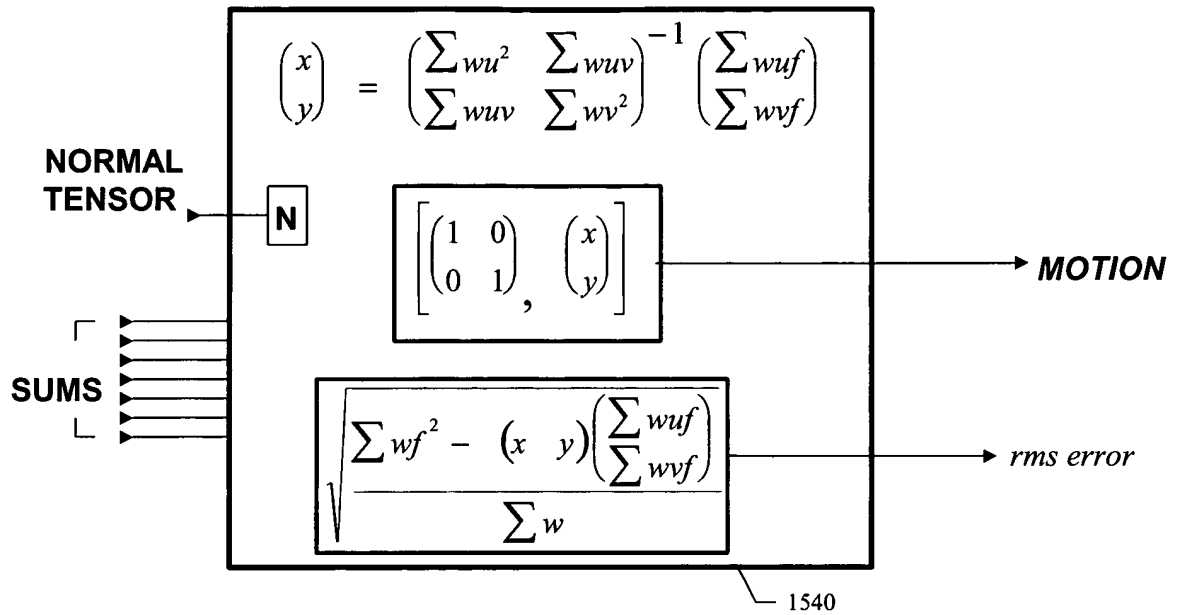 (x y) = (∑wu² ∑wuv ∑wuv ∑wv²)⁻¹ (∑wuf ∑wvf)
NORMAL
TENSOR
N
[(1 0 0 1), (x y)]
MOTION
SUMS
√((∑wf² - (x y)(∑wuf ∑wvf)) / ∑w)
rms error
1540